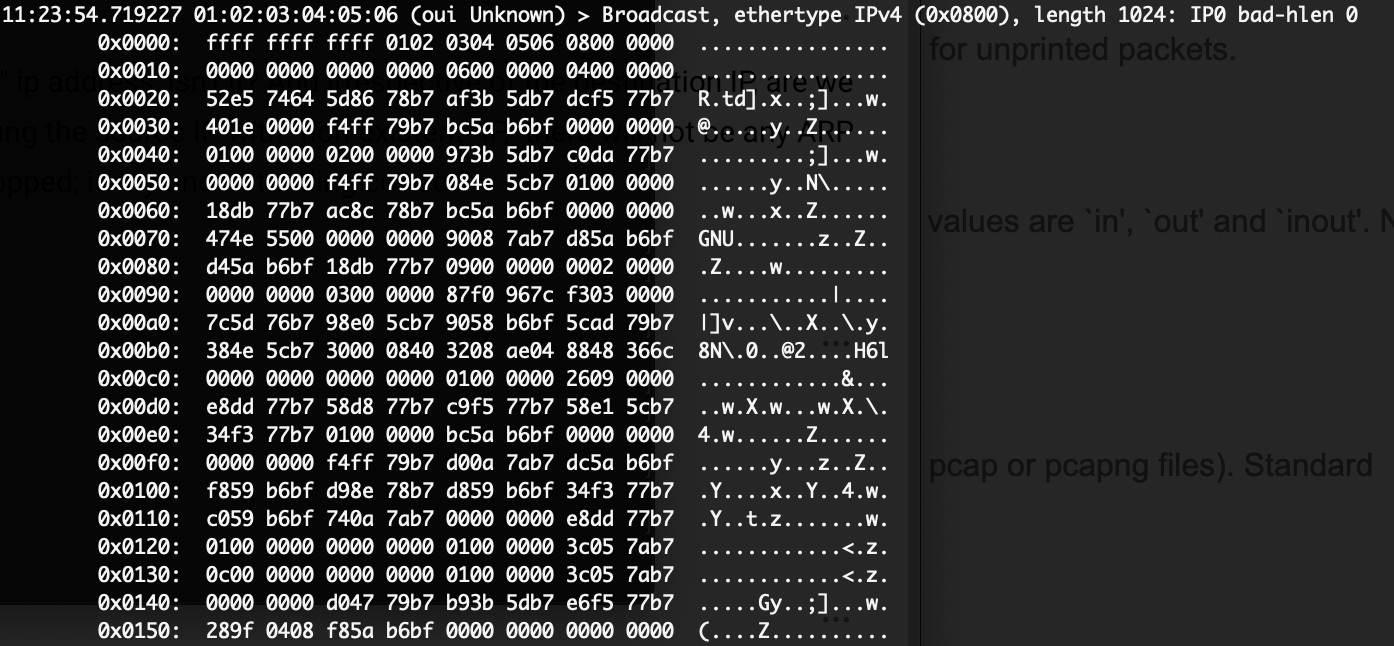 11:23:54.719227 01:02:03:04:05:06 (oui Unknown) > Broadcast, ethertype IPv4 (0x0800), length 1024: IP0 bad-hlen 0
0x0000: ffff ffff ffff 0102 0304 0506 0800 0000 ................
for unprinted packets.
0x0010: 0000 0000 0000 0000 0600 0000 0400 0000 ................
" ip
are we
0x0020: 52e5 7464 5d86 78b7 af3b 5db7 dcf5 77b7 R.td].x..;]...w.
0x0030: 401e 0000 f4ff 79b7 bc5a b6bf 0000 0000 @.....y..Z......
the
not be any ARP
0x0040: 0100 0000 0200 0000 973b 5db7 c0da 77b7 .........;]...w.
0x0050: 0000 0000 f4ff 79b7 084e 5cb7 0100 0000 ......y..N\.....
0x0060: 18db 77b7 ac8c 78b7 bc5a b6bf 0000 0000 ..w...x..Z......
values are `in', `out' and `inout'.
0x0070: 474e 5500 0000 0000 9008 7ab7 d85a b6bf GNU.......z..Z..
0x0080: d45a b6bf 18db 77b7 0900 0000 0002 0000 .Z....w.........
0x0090: 0000 0000 0300 0000 87f0 967c f303 0000 ...........|....
0x00a0: 7c5d 76b7 98e0 5cb7 9058 b6bf 5cad 79b7 |]v...\..X..\.y.
0x00b0: 384e 5cb7 3000 0840 3208 ae04 8848 366c 8N\.0..@2....H6l
0x00c0: 0000 0000 0000 0000 0100 0000 2609 0000 ............&...
0x00d0: e8dd 77b7 58d8 77b7 c9f5 77b7 58e1 5cb7 ..w.X.w...w.X.\.
0x00e0: 34f3 77b7 0100 0000 bc5a b6bf 0000 0000 4.w......Z......
0x00f0: 0000 0000 f4ff 79b7 d00a 7ab7 dc5a b6bf ......y...z..Z..
pcap or pcapng files). Standard
0x0100: f859 b6bf d98e 78b7 d859 b6bf 34f3 77b7 .Y....x..Y..4.w.
0x0110: c059 b6bf 740a 7ab7 0000 0000 e8dd 77b7 .Y..t.z.......w.
0x0120: 0100 0000 0000 0000 0100 0000 3c05 7ab7 ............<.z.
0x0130: 0c00 0000 0000 0000 0100 0000 3c05 7ab7 ............<.z.
0x0140: 0000 0000 d047 79b7 b93b 5db7 e6f5 77b7 .....Gy..;]...w.
0x0150: 289f 0408 f85a b6bf 0000 0000 0000 0000 (....Z..........